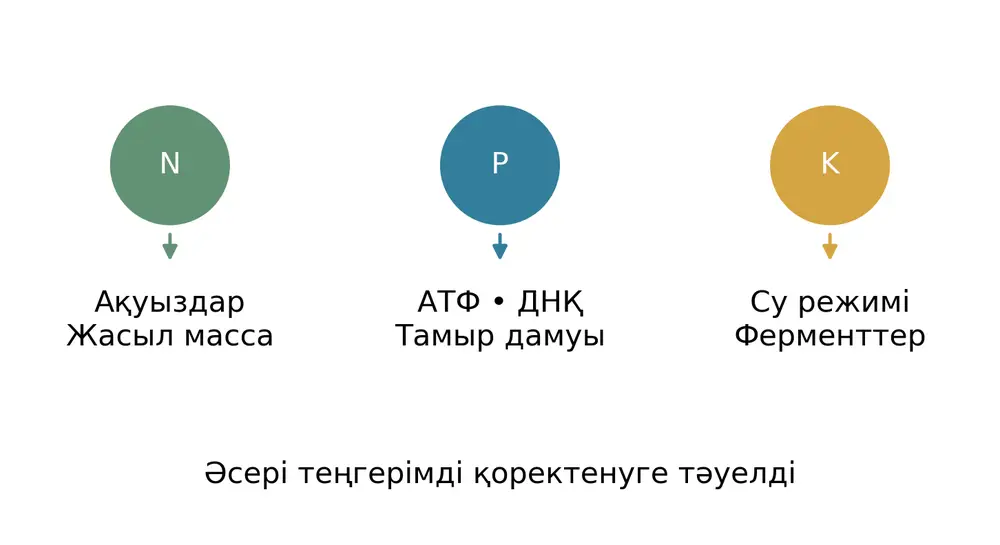 N
P
K
Ақуыздар
Жасыл масса
АТФ • ДНҚ
Тамыр дамуы
Су режимі
Ферменттер
Әсері теңгерімді қоректенуге тәуелді